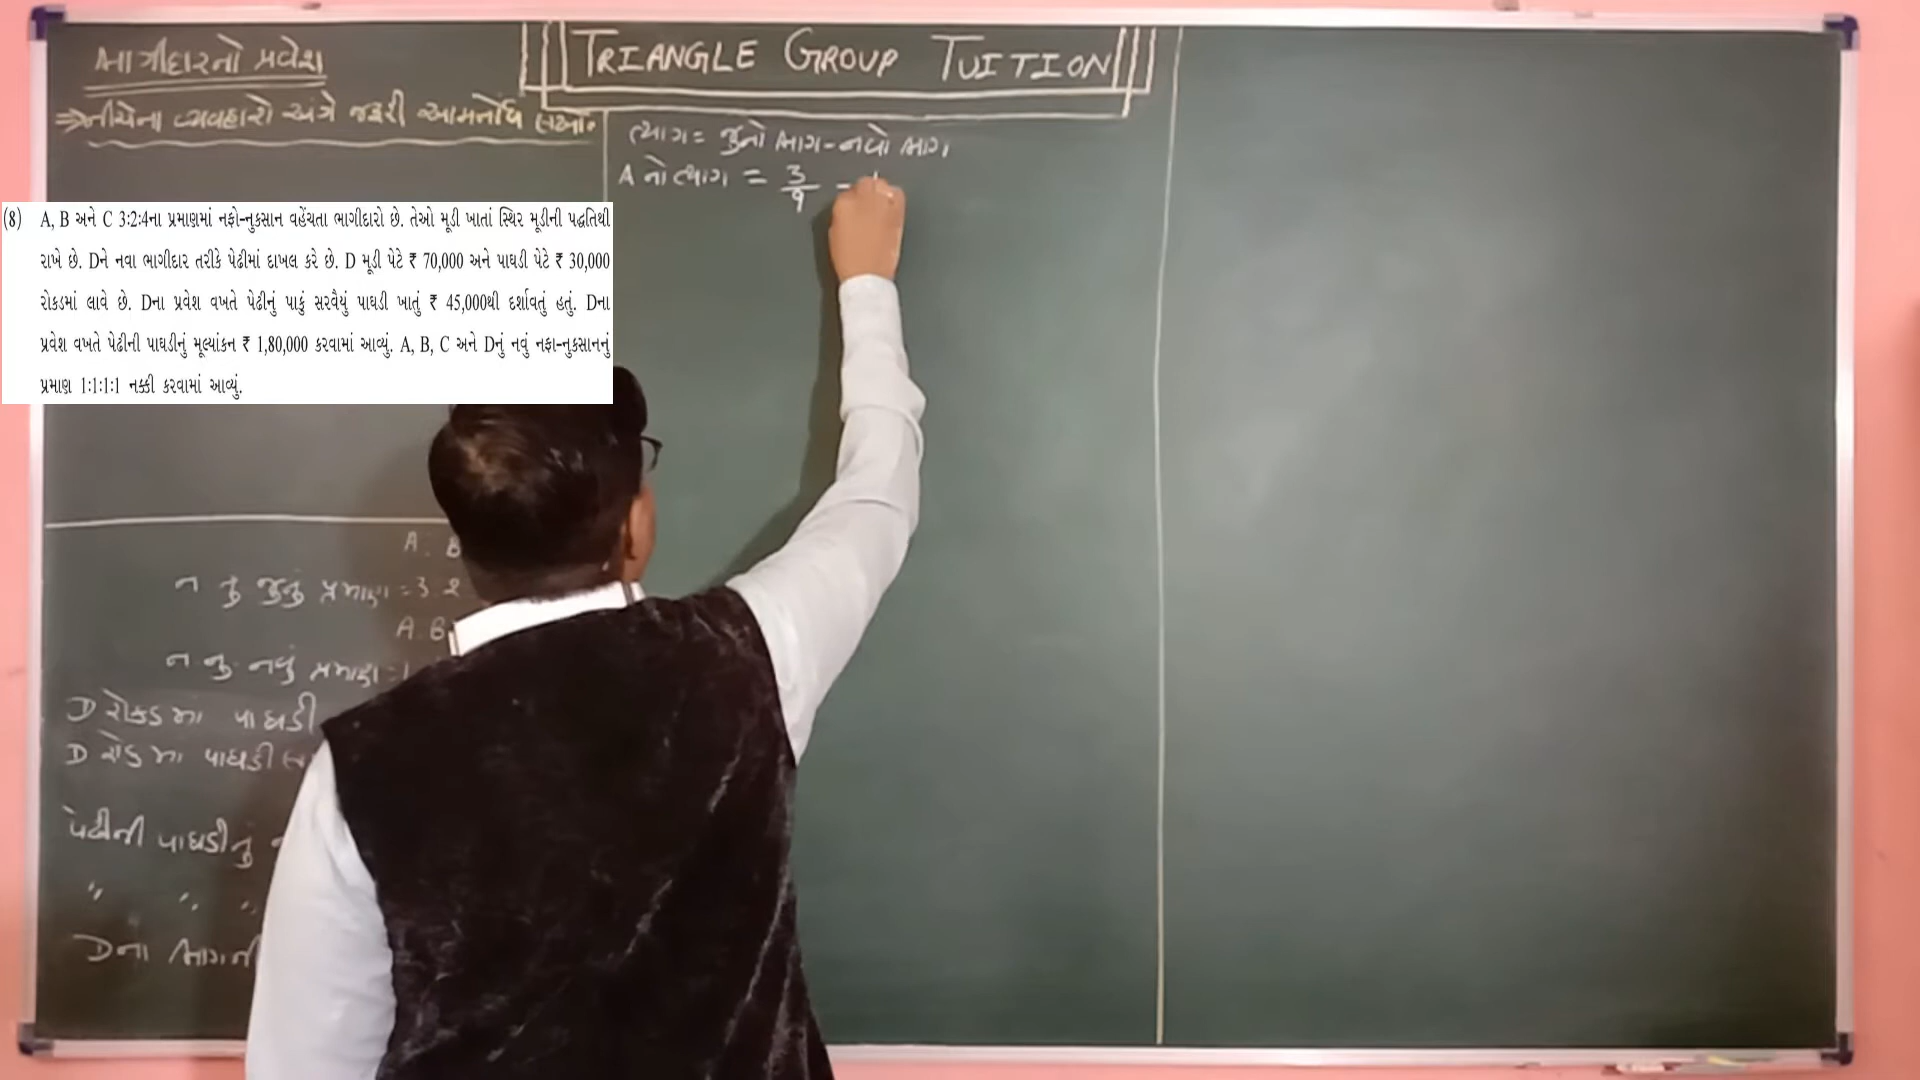 ભાગીદારનો પ્રવેશ
TRIANGLE GROUP TUITION
⇒ નીચેના વ્યવહારો અંગે જરૂરી આમનોંધ લખો.
(8) A, B અને C 3:2:4ના પ્રમાણમાં નફો-નુકસાન વહેંચતા ભાગીદારો છે. તેઓ મૂડી ખાતાં સ્થિર મૂડીની પદ્ધતિથી
રાખે છે. Dને નવા ભાગીદાર તરીકે પેઢીમાં દાખલ કરે છે. D મૂડી પેટે ₹ 70,000 અને પાઘડી પેટે ₹ 30,000
રોકડમાં લાવે છે. Dના પ્રવેશ વખતે પેઢીનું પાકું સરવૈયું પાઘડી ખાતું ₹ 45,000થી દર્શાવતું હતું. Dના
પ્રવેશ વખતે પેઢીની પાઘડીનું મૂલ્યાંકન ₹ 1,80,000 કરવામાં આવ્યું. A, B, C અને Dનું નવું નફા-નુકસાનનું
પ્રમાણ 1:1:1:1 નક્કી કરવામાં આવ્યું.
A : B
ન નુ જુનું પ્રમાણ = 3 2
A : B
ન નુ નવું પ્રમાણ = 1
D રોકડમાં પાઘડી
D રોકડમાં પાઘડી
પેઢીની પાઘડીનું
" " "
Dના ભાગની
ત્યાગ = જુનો ભાગ - નવો ભાગ
A નો ત્યાગ = 3/9 - 1